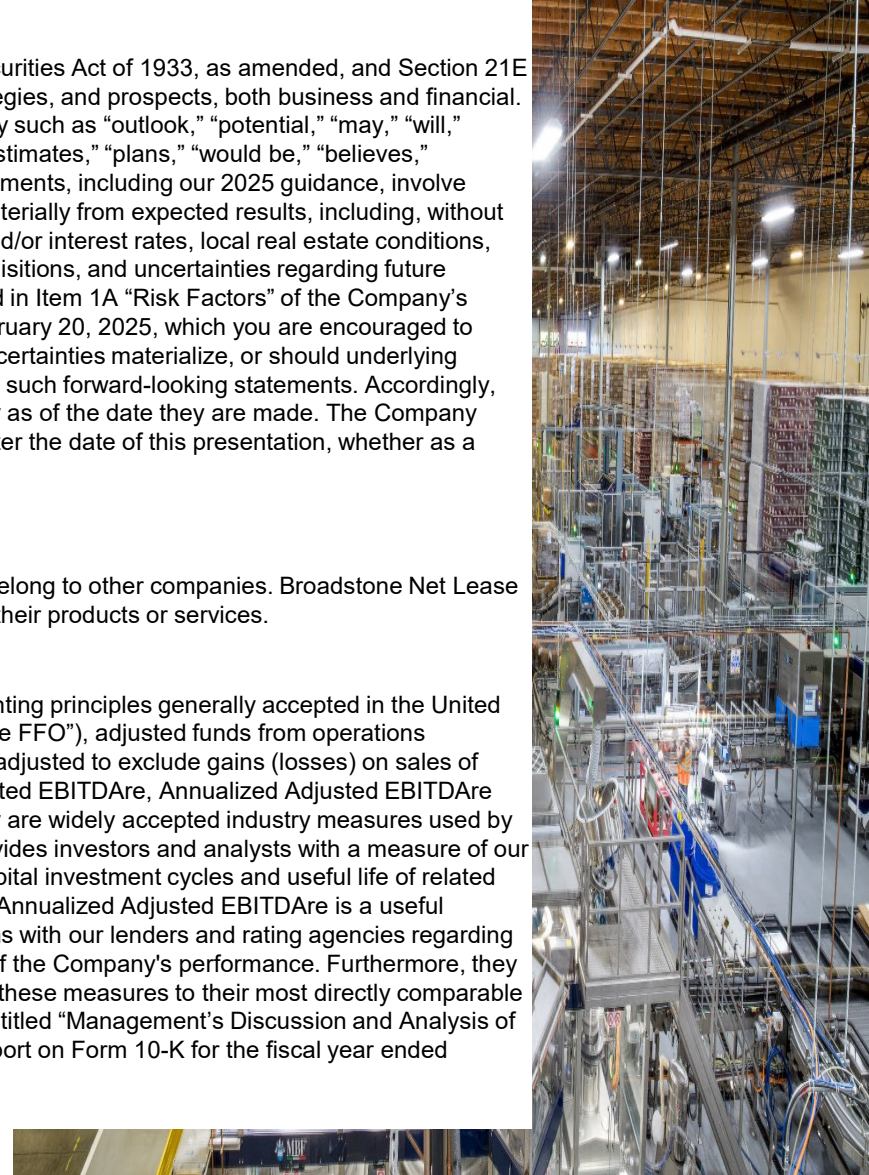 curities Act of 1933, as amended, and Section 21E
egies, and prospects, both business and financial.
y such as “outlook,” “potential,” “may,” “will,”
stimates,” “plans,” “would be,” “believes,”
ments, including our 2025 guidance, involve
terially from expected results, including, without
d/or interest rates, local real estate conditions,
isitions, and uncertainties regarding future
d in Item 1A “Risk Factors” of the Company’s
ruary 20, 2025, which you are encouraged to
certainties materialize, or should underlying
such forward-looking statements. Accordingly,
y as of the date they are made. The Company
ter the date of this presentation, whether as a
elong to other companies. Broadstone Net Lease
their products or services.
nting principles generally accepted in the United
e FFO”), adjusted funds from operations
adjusted to exclude gains (losses) on sales of
ted EBITDAre, Annualized Adjusted EBITDAre
y are widely accepted industry measures used by
vides investors and analysts with a measure of our
pital investment cycles and useful life of related
Annualized Adjusted EBITDAre is a useful
ns with our lenders and rating agencies regarding
f the Company's performance. Furthermore, they
these measures to their most directly comparable
titled “Management’s Discussion and Analysis of
port on Form 10-K for the fiscal year ended
MBF